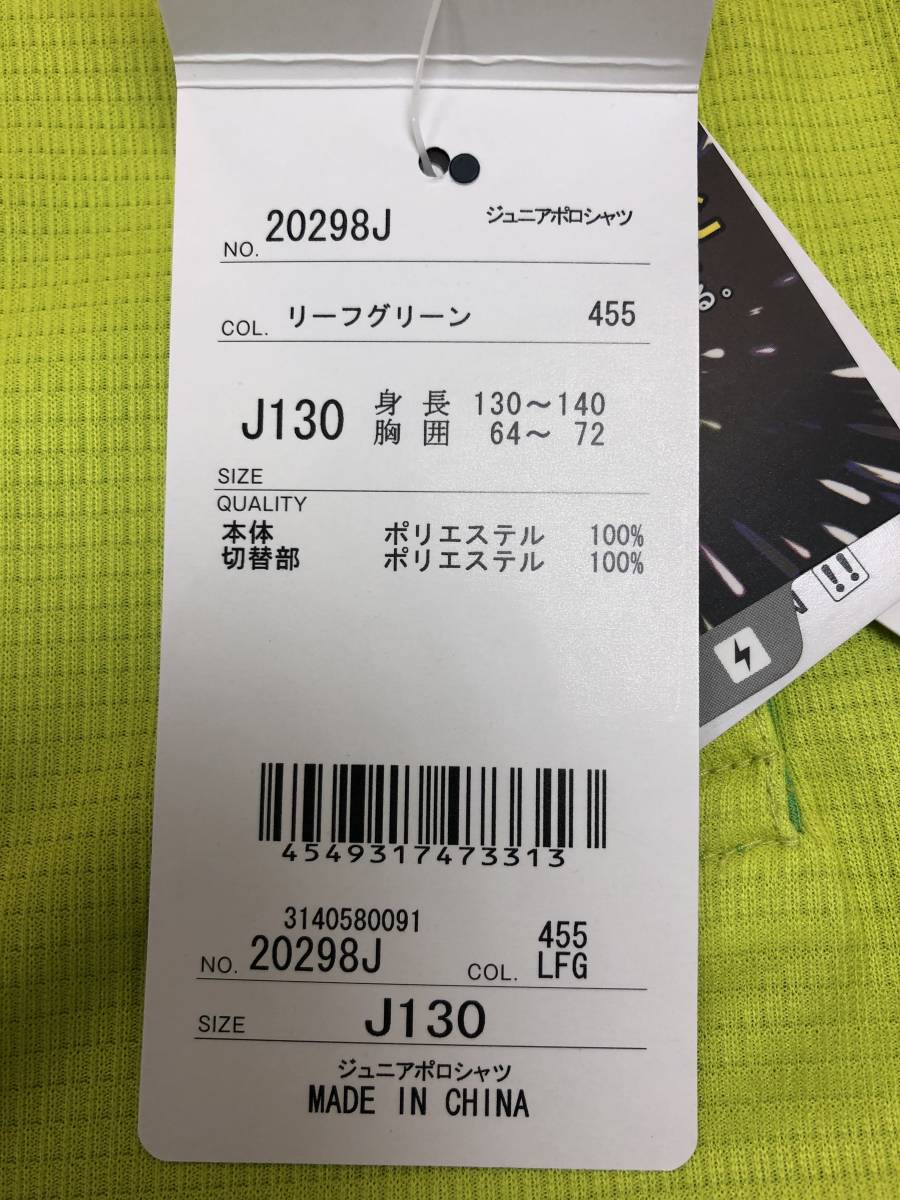 NO. 20298J ジュニアポロシャツ
COL. リーフグリーン 455
J130 身長 130～140
胸囲 64～ 72
SIZE
QUALITY
本体 ポリエステル 100%
切替部 ポリエステル 100%
4549317473313
3140580091
NO. 20298J COL. 455
LFG
SIZE J130
ジュニアポロシャツ
MADE IN CHINA
る。
!!